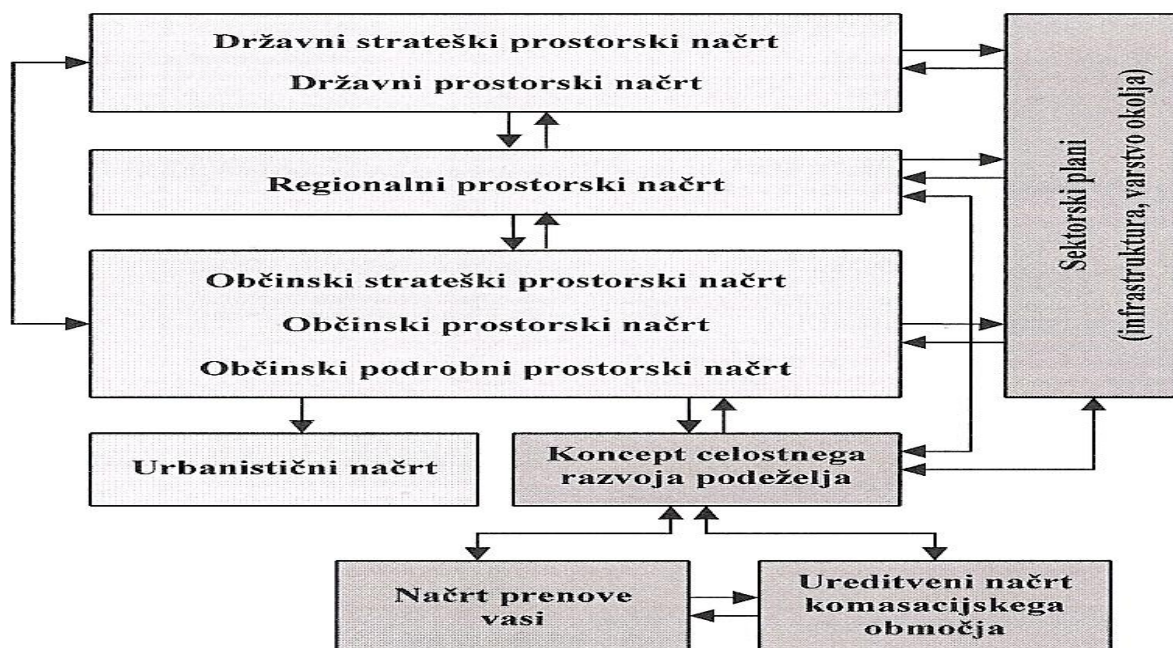 Državni strateški prostorski načrt
Državni prostorski načrt
Regionalni prostorski načrt
Občinski strateški prostorski načrt
Občinski prostorski načrt
Občinski podrobni prostorski načrt
Sektorski plani
(infrastruktura, varstvo okolja)
Urbanistični načrt
Koncept celostnega
razvoja podeželja
Načrt prenove
vasi
Ureditveni načrt
komasacijskega
območja